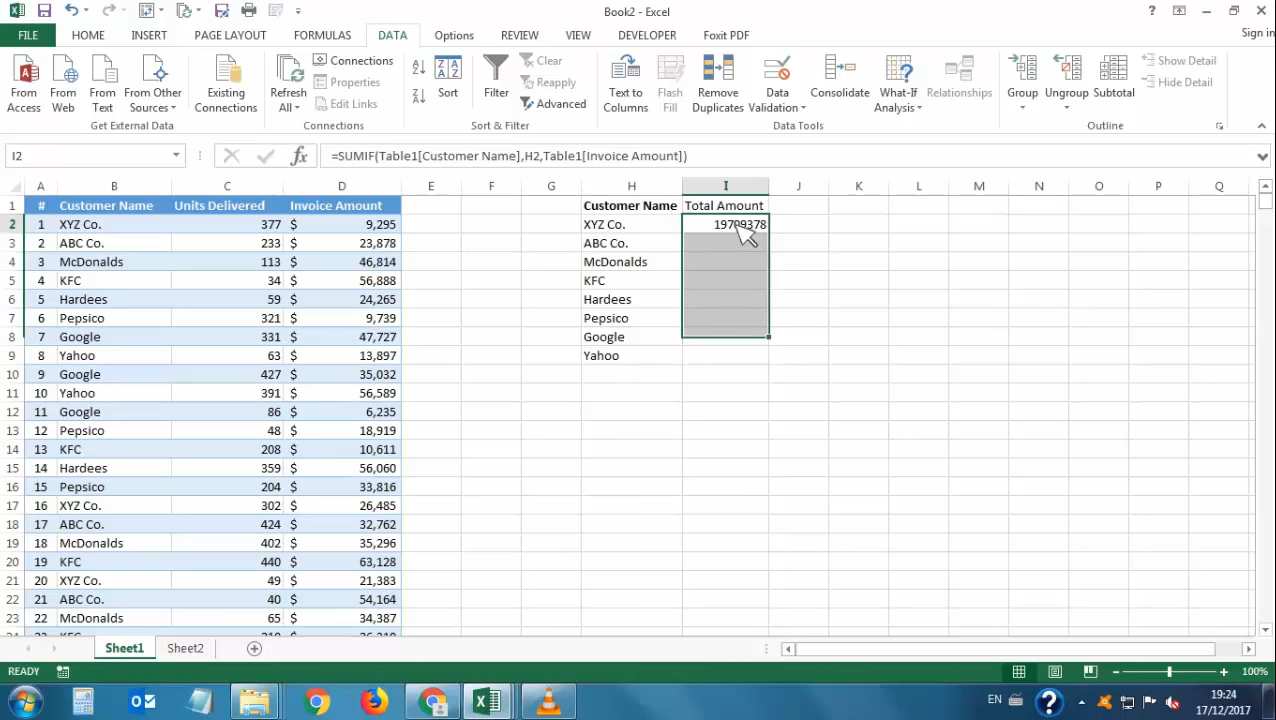 Book2 - Excel
Sign in
FILE HOME INSERT PAGE LAYOUT FORMULAS DATA Options REVIEW VIEW DEVELOPER Foxit PDF
From Access
From Web
From Text
From Other Sources
Existing Connections
Get External Data
Refresh All
Connections
Properties
Edit Links
Connections
Sort
Filter
Clear
Reapply
Advanced
Sort & Filter
Text to Columns
Flash Fill
Remove Duplicates
Data Validation
Consolidate
What-If Analysis
Relationships
Data Tools
Group
Ungroup
Subtotal
Show Detail
Hide Detail
Outline
I2 =SUMIF(Table1[Customer Name],H2,Table1[Invoice Amount])
A B C D E F G H I J K L M N O P Q
1 # Customer Name Units Delivered Invoice Amount Customer Name Total Amount
2 1 XYZ Co. 377 $ 9,295 XYZ Co.
3 2 ABC Co. 233 $ 23,878 ABC Co.
4 3 McDonalds 113 $ 46,814 McDonalds
5 4 KFC 34 $ 56,888 KFC
6 5 Hardees 59 $ 24,265 Hardees
7 6 Pepsico 321 $ 9,739 Pepsico
8 7 Google 331 $ 47,727 Google
9 8 Yahoo 63 $ 13,897 Yahoo
10 9 Google 427 $ 35,032
11 10 Yahoo 391 $ 56,589
12 11 Google 86 $ 6,235
13 12 Pepsico 48 $ 18,919
14 13 KFC 208 $ 10,611
15 14 Hardees 359 $ 56,060
16 15 Pepsico 204 $ 33,816
17 16 XYZ Co. 302 $ 26,485
18 17 ABC Co. 424 $ 32,762
19 18 McDonalds 402 $ 35,296
20 19 KFC 440 $ 63,128
21 20 XYZ Co. 49 $ 21,383
22 21 ABC Co. 40 $ 54,164
23 22 McDonalds 65 $ 34,387
Sheet1 Sheet2
READY 100%
EN 19:24
17/12/2017